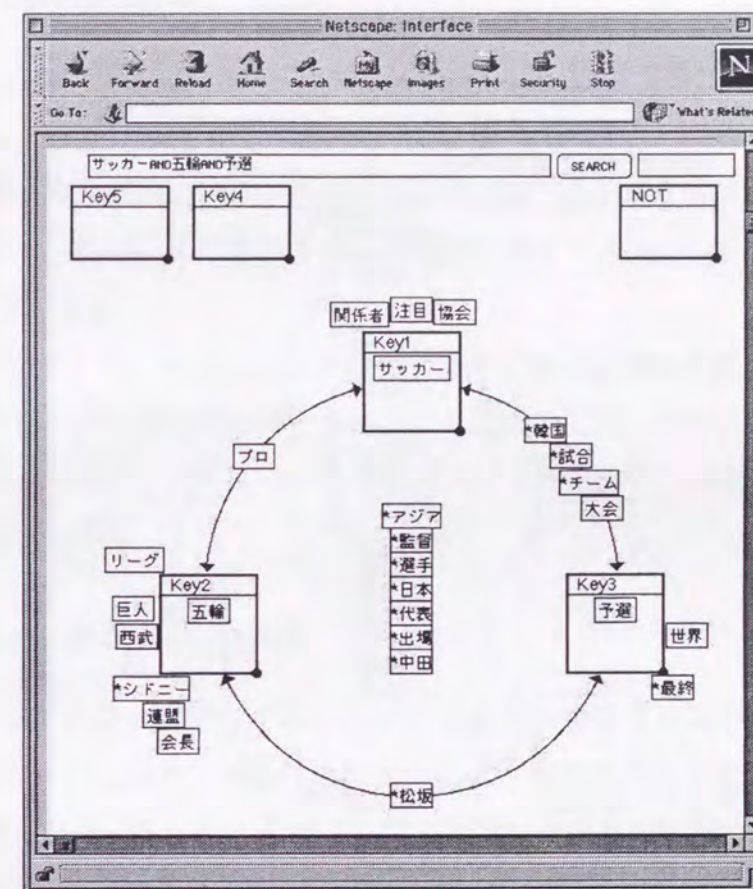 Netscape: Interface
Back Forward Reload Home Search Netscape Images Print Security Stop
N
Go To: What's Related
サッカーAND五輪AND予選 SEARCH
Key5 Key4 NOT
関係者 注目 協会
Key1
サッカー
プロ
*韓国
*試合
*チーム
大会
*アジア
*監督
*選手
*日本
*代表
*出場
*中田
リーグ
Key2
五輪
巨人
西武
*シドニー
連盟
会長
Key3
予選
世界
*最終
*松坂